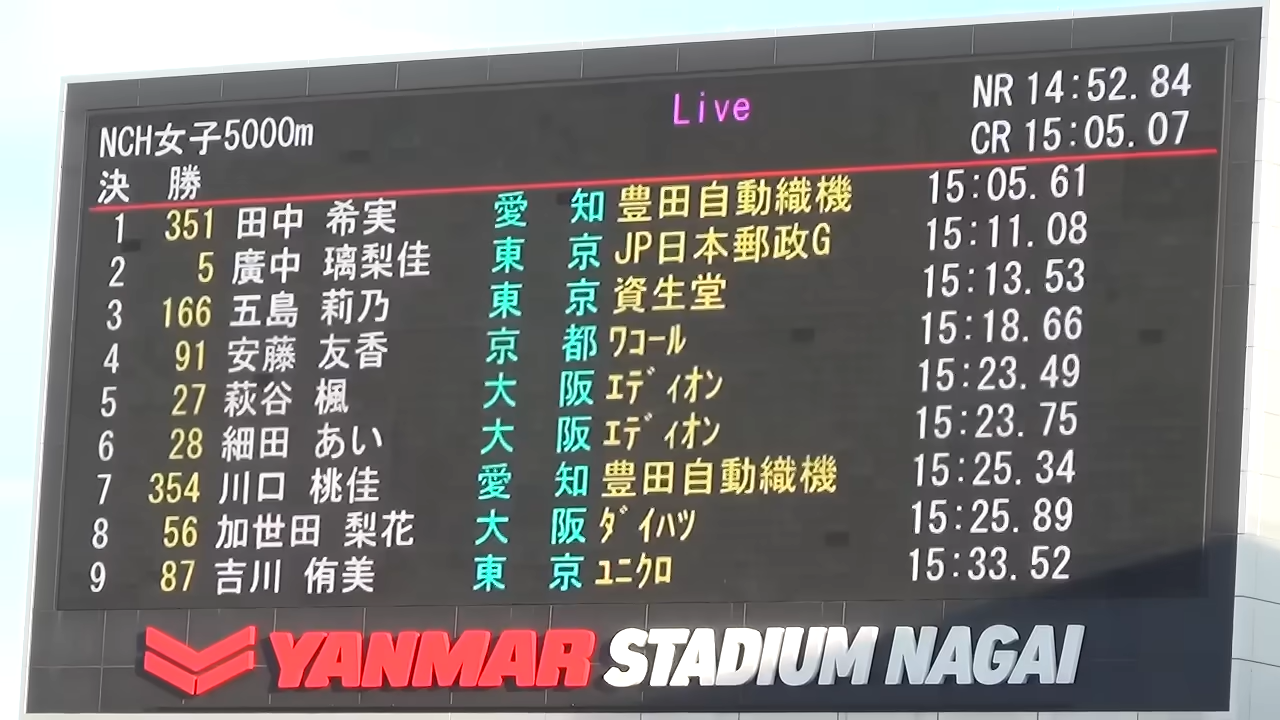 Live
NR 14:52.84
NCH女子5000m
CR 15:05.07
決 勝
1 351 田中 希実 愛 知 豊田自動織機 15:05.61
2 5 廣中 璃梨佳 東 京 JP日本郵政G 15:11.08
3 166 五島 莉乃 東 京 資生堂 15:13.53
4 91 安藤 友香 京 都 ﾜｺｰﾙ 15:18.66
5 27 萩谷 楓 大 阪 ｴﾃﾞｨｵﾝ 15:23.49
6 28 細田 あい 大 阪 ｴﾃﾞｨｵﾝ 15:23.75
7 354 川口 桃佳 愛 知 豊田自動織機 15:25.34
8 56 加世田 梨花 大 阪 ﾀﾞｲﾊﾂ 15:25.89
9 87 吉川 侑美 東 京 ﾕﾆｸﾛ 15:33.52
YANMAR STADIUM NAGAI